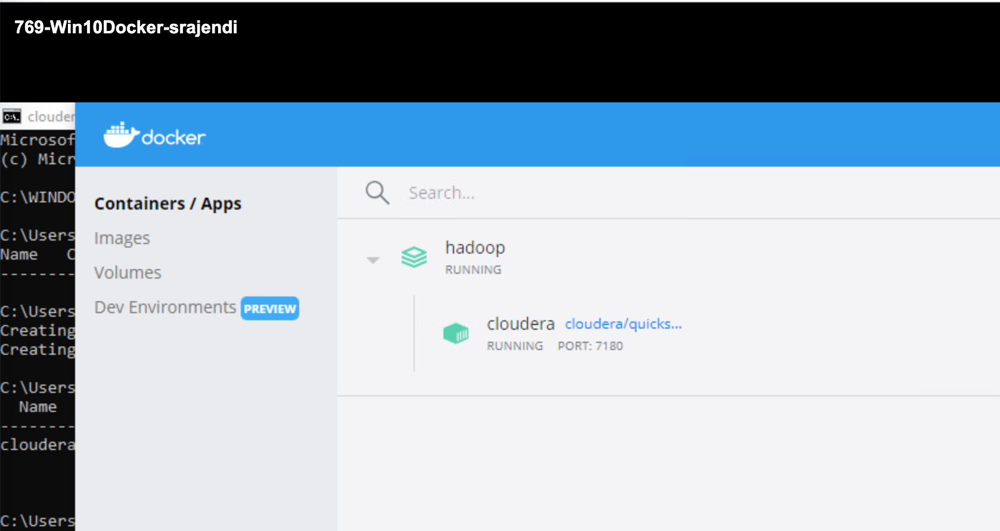 769-Win10Docker-srajendi
C:\.
clouder
Microsof
(c) Micr
C:\WINDO
C:\Users
Name C
--------
C:\Users
Creating
Creating
C:\Users
Name
--------
cloudera
C:\Users
docker
Containers / Apps
Images
Volumes
Dev Environments PREVIEW
Search...
hadoop
RUNNING
cloudera cloudera/quicks...
RUNNING PORT: 7180